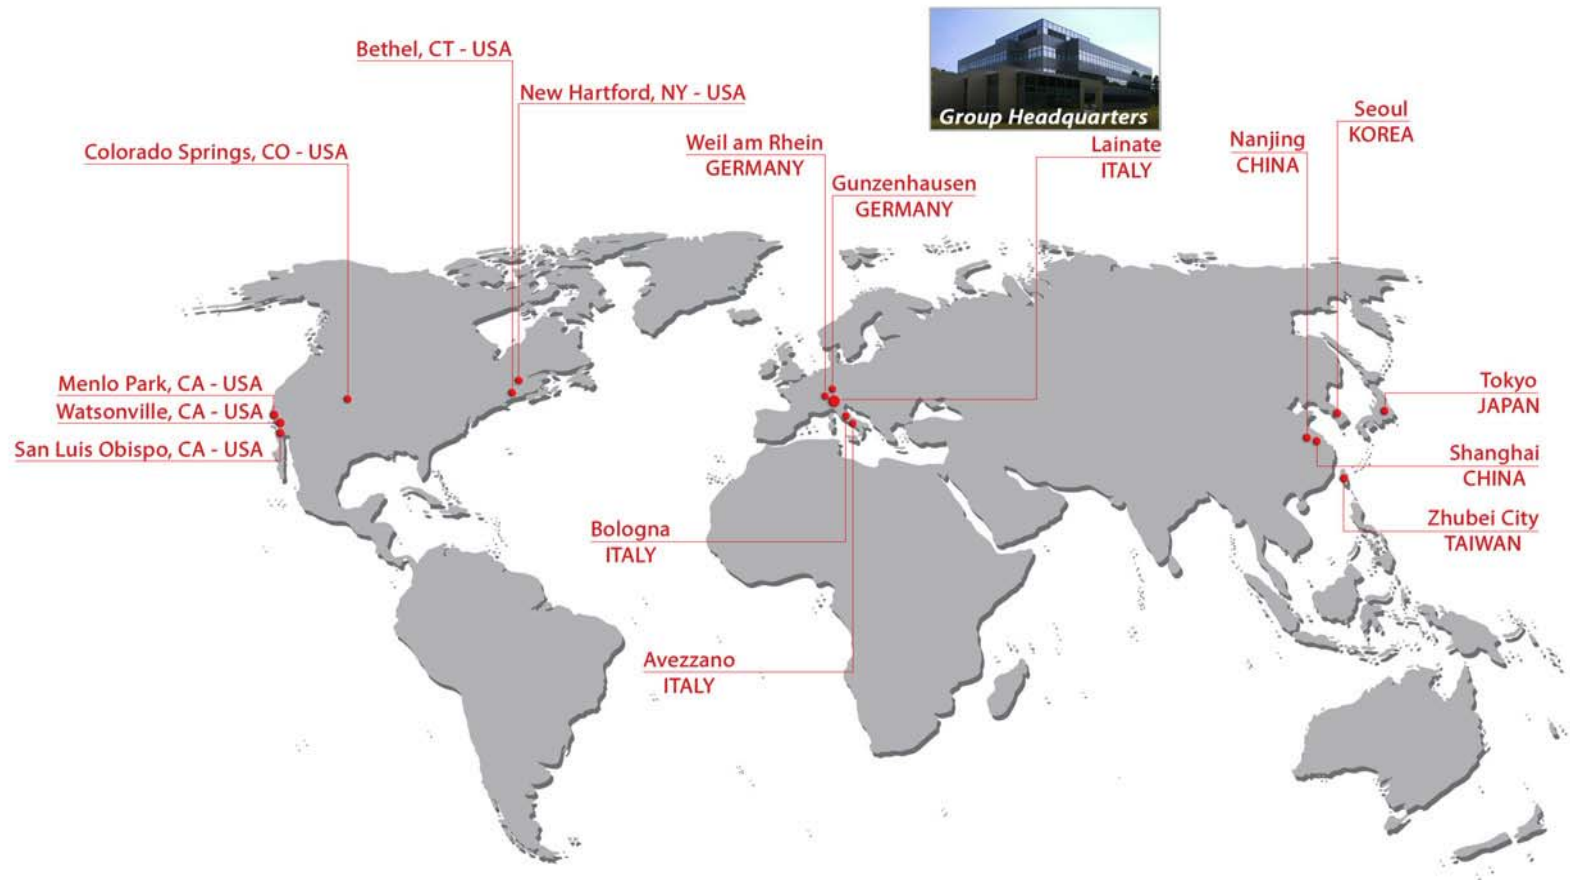 Bethel, CT - USA
New Hartford, NY - USA
Colorado Springs, CO - USA
Group Headquarters
Weil am Rhein
GERMANY
Gunzenhausen
GERMANY
Lainate
ITALY
Nanjing
CHINA
Seoul
KOREA
Menlo Park, CA - USA
Watsonville, CA - USA
San Luis Obispo, CA - USA
Tokyo
JAPAN
Shanghai
CHINA
Zhubei City
TAIWAN
Bologna
ITALY
Avezzano
ITALY